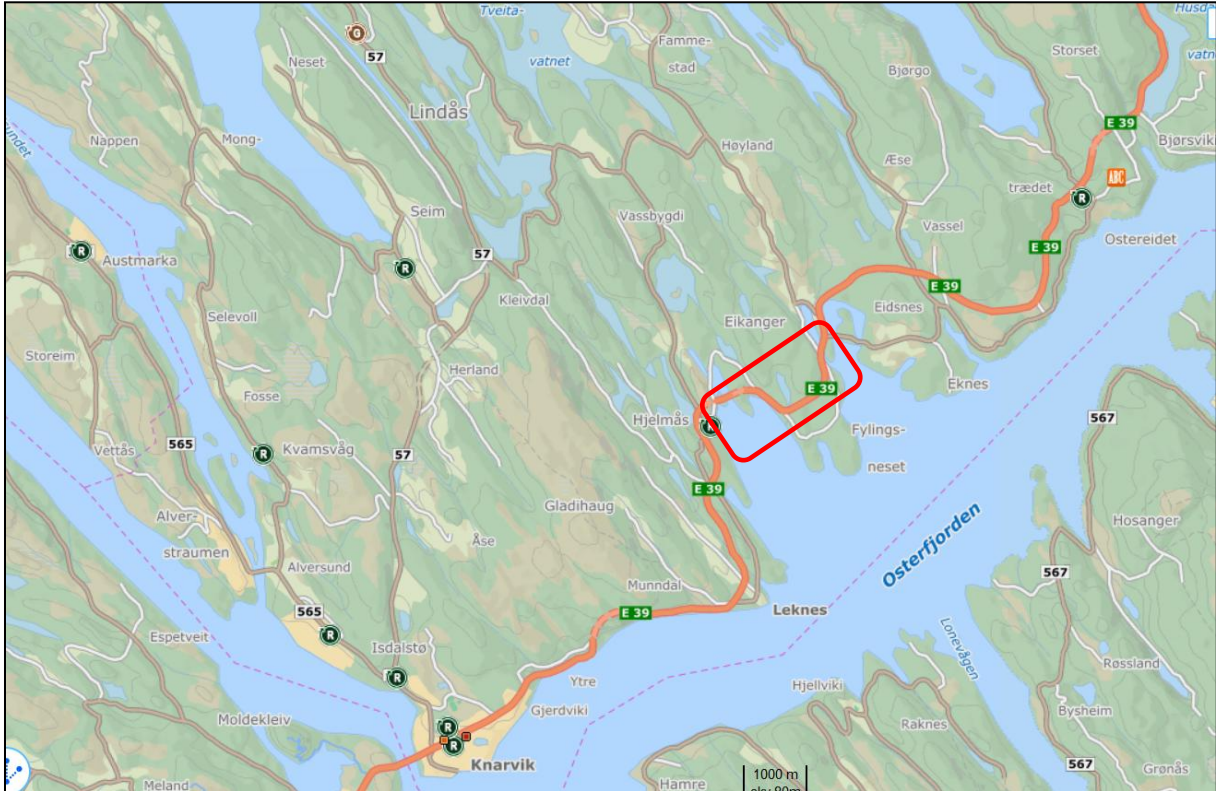 Tveita-
vatnet
G
57
Neset
Famme-
stad
Husda
vatn
Storset
Bjørgo
Lindås
E 39
Nappen
Mong-
Høyland
Bjørsvik
Æse
trædet
ABC
R
Seim
Vassbygdi
Vassel
Ostereidet
R
Austmarka
57
E 39
R
Kleivdal
E 39
Selevoll
Eikanger
Eidsnes
Storeim
Herland
Eknes
E 39
Fosse
Hjelmås
R
567
Fylings-
neset
Vettås
565
R
Kvamsvåg
57
E 39
Gladihaug
Alver-
straumen
Åse
Hosanger
Osterfjorden
Alversund
Munndal
567
565
E 39
Leknes
R
Espetveit
Isdalstø
Lonevågen
Røssland
R
Ytre
Gjerdviki
Hjellviki
Moldekleiv
R
Raknes
Bysheim
R
Knarvik
567
Grønås
Meland
Hamre
1000 m